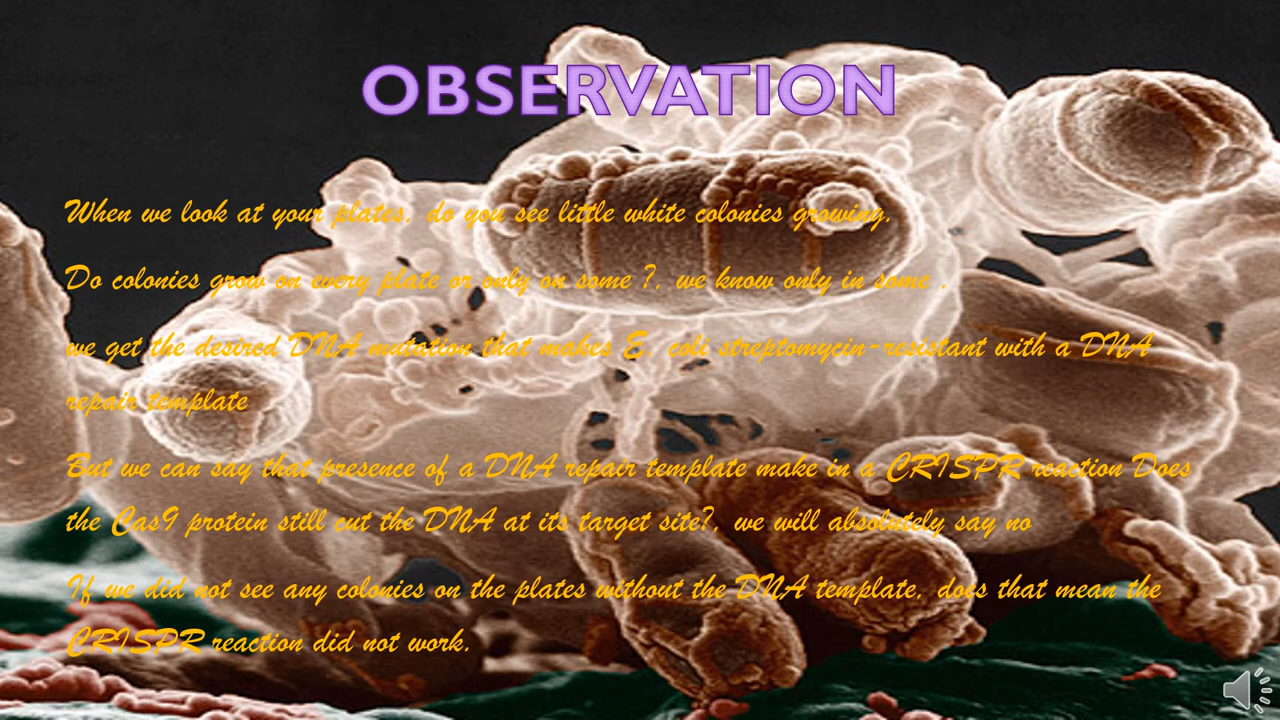 OBSERVATION
When we look at your plates, do you see little white colonies growing.
Do colonies grow on every plate or only on some ?, we know only in some .
we get the desired DNA mutation that makes E. coli streptomycin-resistant with a DNA
repair template
But we can say that presence of a DNA repair template make in a CRISPR reaction Does
the Cas9 protein still cut the DNA at its target site?, we will absolutely say no
If we did not see any colonies on the plates without the DNA template, does that mean the
CRISPR reaction did not work.